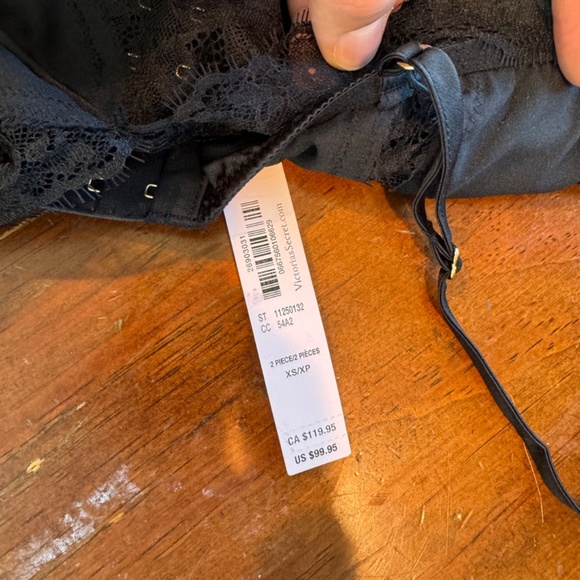 VictoriasSecret.com
0667560106829
26903031
ST 11250132
CC 54A2
2 PIECE/2 PIÈCES
XS/XP
CA $119.95
US $99.95